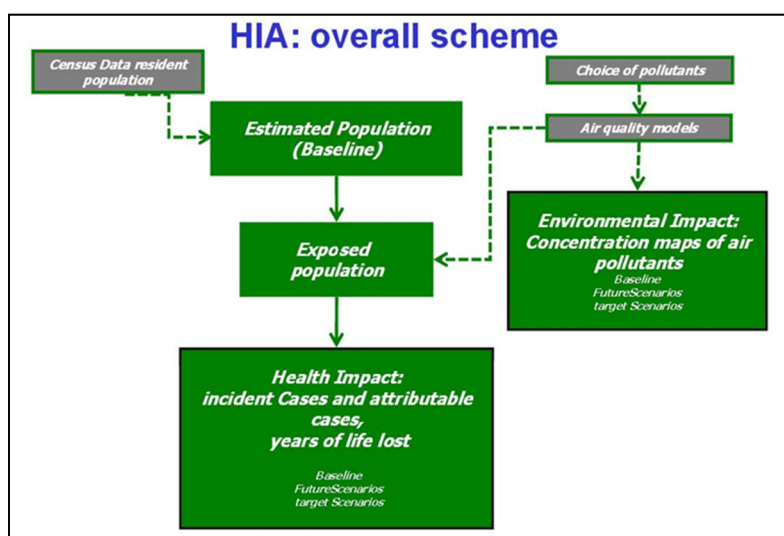 HIA: overall scheme
Census Data resident
population
Choice of pollutants
Estimated Population
(Baseline)
Air quality models
Exposed
population
Environmental Impact:
Concentration maps of air
pollutants
Baseline
FutureScenarios
target Scenarios
Health Impact:
incident Cases and attributable
cases,
years of life lost
Baseline
FutureScenarios
target Scenarios